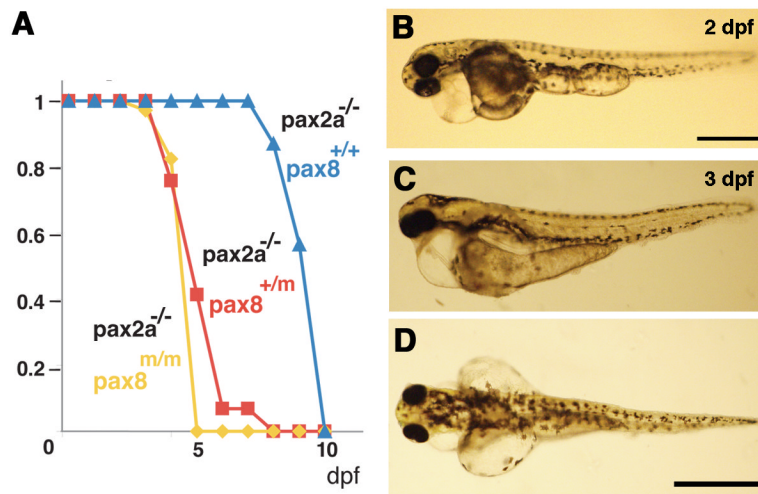 A
1
0.8
0.6
0.4
0.2
0
5
10
dpf
pax2a-/-
pax8+/+
pax2a-/-
pax8+/m
pax2a-/-
pax8m/m
B
2 dpf
C
3 dpf
D